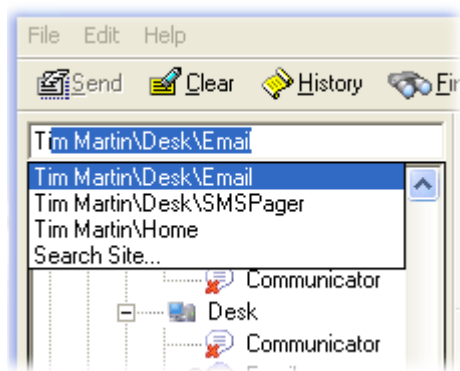 File Edit Help
Send Clear History
Tim Martin\Desk\Email
Tim Martin\Desk\Email
Tim Martin\Desk\SMSPager
Tim Martin\Home
Search Site...
Communicator
Desk
Communicator